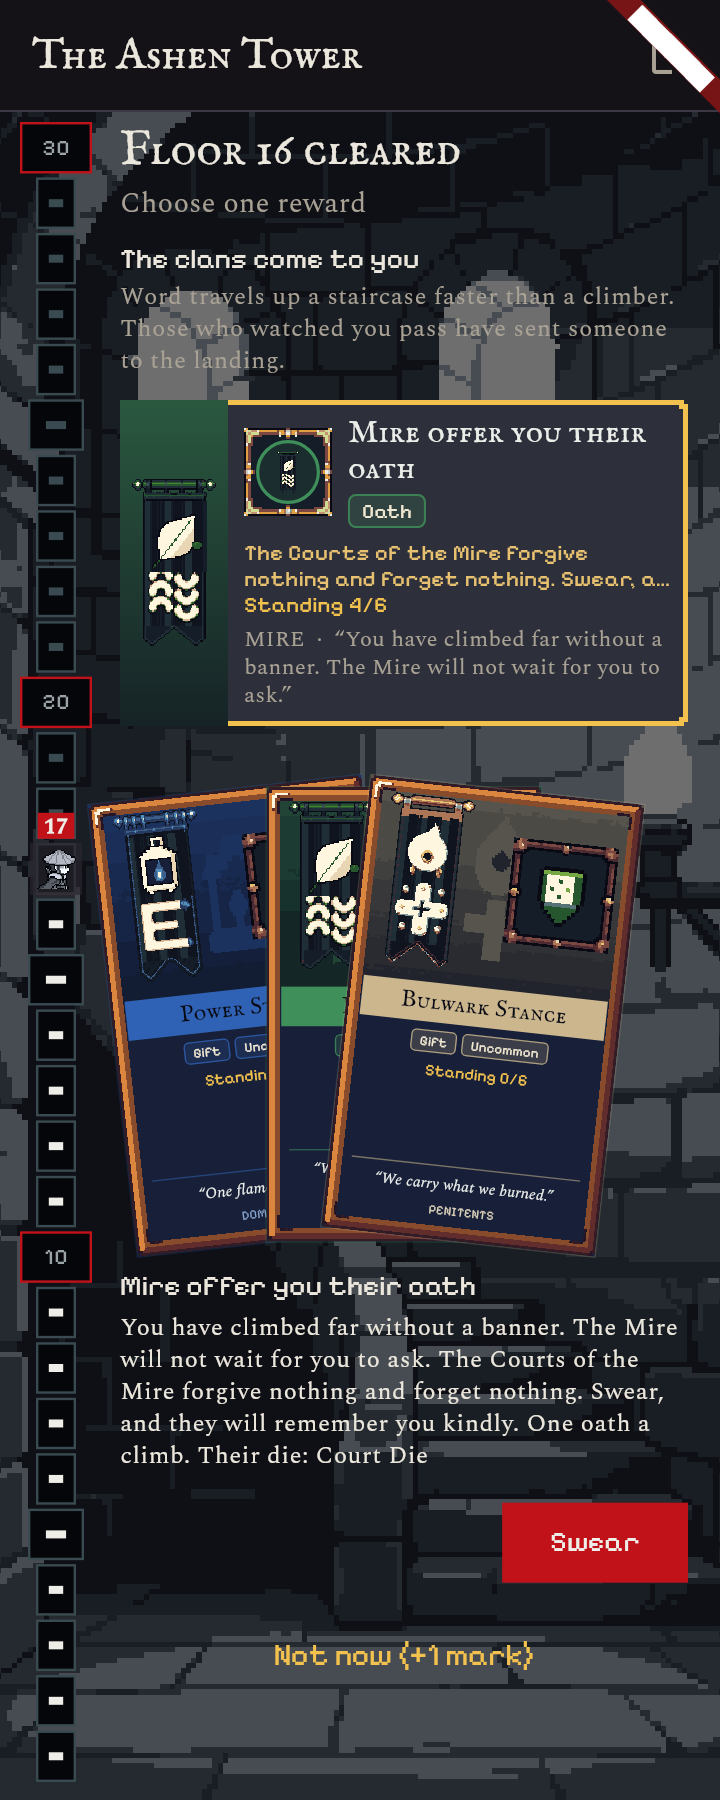 The Ashen Tower
30
Floor 16 cleared
Choose one reward
The clans come to you
Word travels up a staircase faster than a climber.
Those who watched you pass have sent someone
to the landing.
Mire offer you their
oath
Oath
The Courts of the Mire forgive
nothing and forget nothing. Swear, a...
Standing 4/6
MIRE · “You have climbed far without a
banner. The Mire will not wait for you to
ask.”
20
17
Power S
Gift Unc
Standin
“One flam
DOM
“V
Bulwark Stance
Gift Uncommon
Standing 0/6
“We carry what we burned.”
PENITENTS
10
Mire offer you their oath
You have climbed far without a banner. The Mire
will not wait for you to ask. The Courts of the
Mire forgive nothing and forget nothing. Swear,
and they will remember you kindly. One oath a
climb. Their die: Court Die
Swear
Not now (+1 mark)